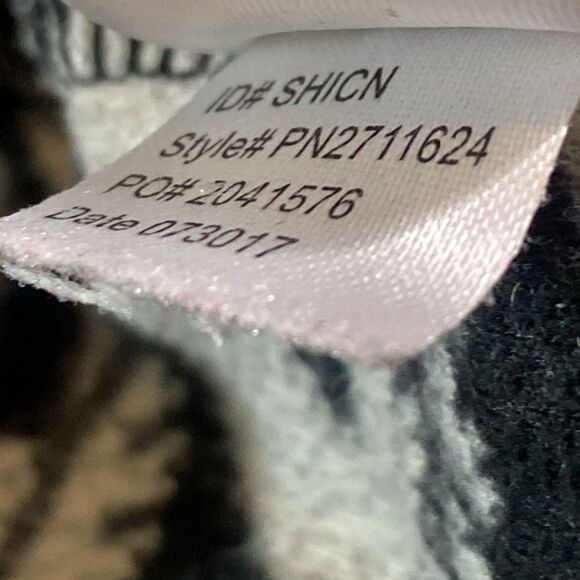 ID# SHICN
Style# PN2711624
PO# 2041576
Date 073017